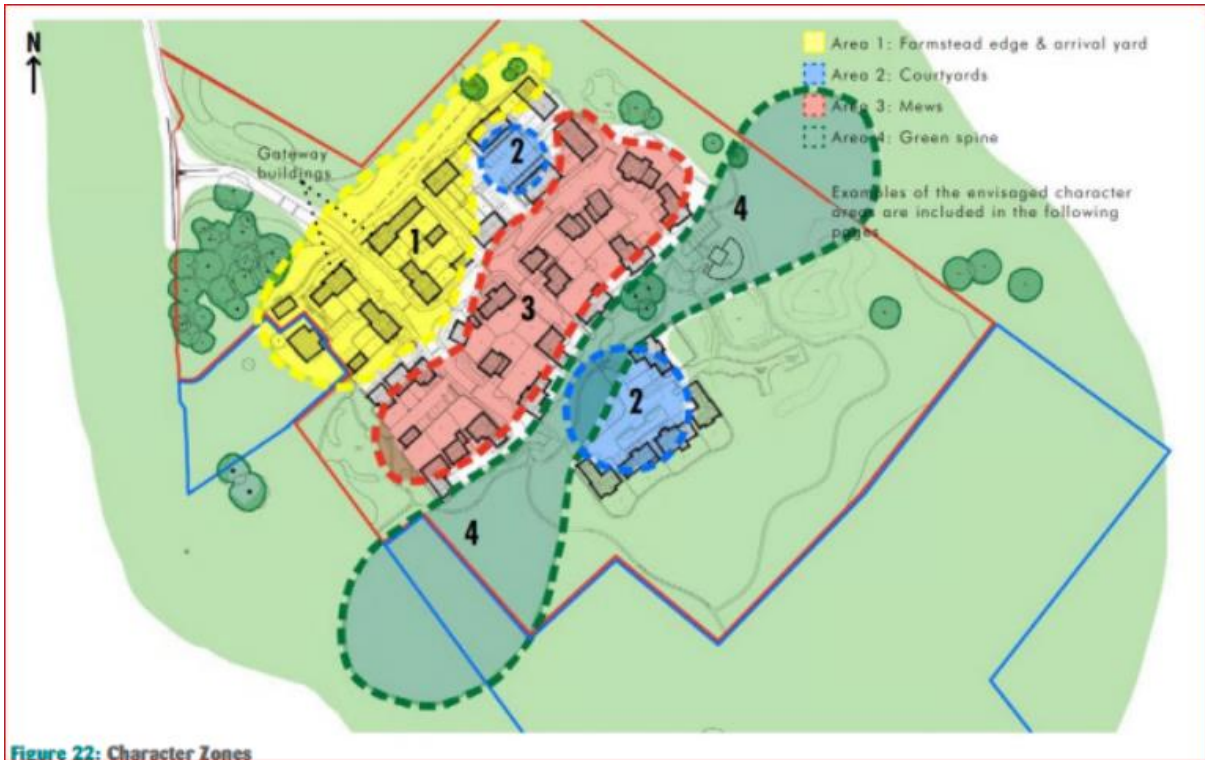 N
Area 1: Farmstead edge & arrival yard
Area 2: Courtyards
Area 3: Mews
Area 4: Green spine
Examples of the envisaged character
areas are included in the following
pages
Gateway
buildings
2
1
4
3
2
4
Figure 22: Character Zones